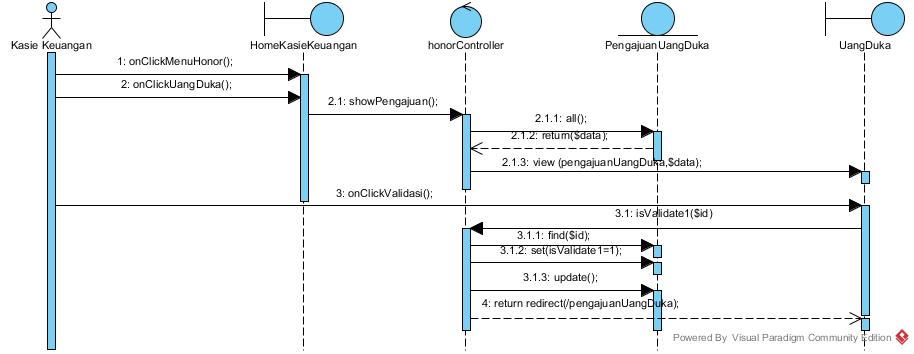 Kasie Keuangan
HomeKasieKeuangan
honorController
PengajuanUangDuka
UangDuka
1: onClickMenuHonor();
2: onClickUangDuka();
2.1: showPengajuan();
2.1.1: all();
2.1.2: return($data);
2.1.3: view (pengajuanUangDuka,$data);
3: onClickValidasi();
3.1: isValidate1($id)
3.1.1: find($id);
3.1.2: set(isValidate1=1);
3.1.3: update();
4: return redirect(/pengajuanUangDuka);
Powered By Visual Paradigm Community Edition